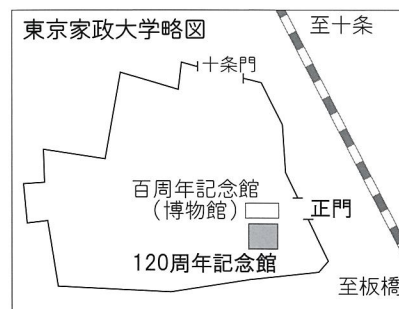 東京家政大学略図
至十条
十条門
百周年記念館
（博物館）
正門
120周年記念館
至板橋